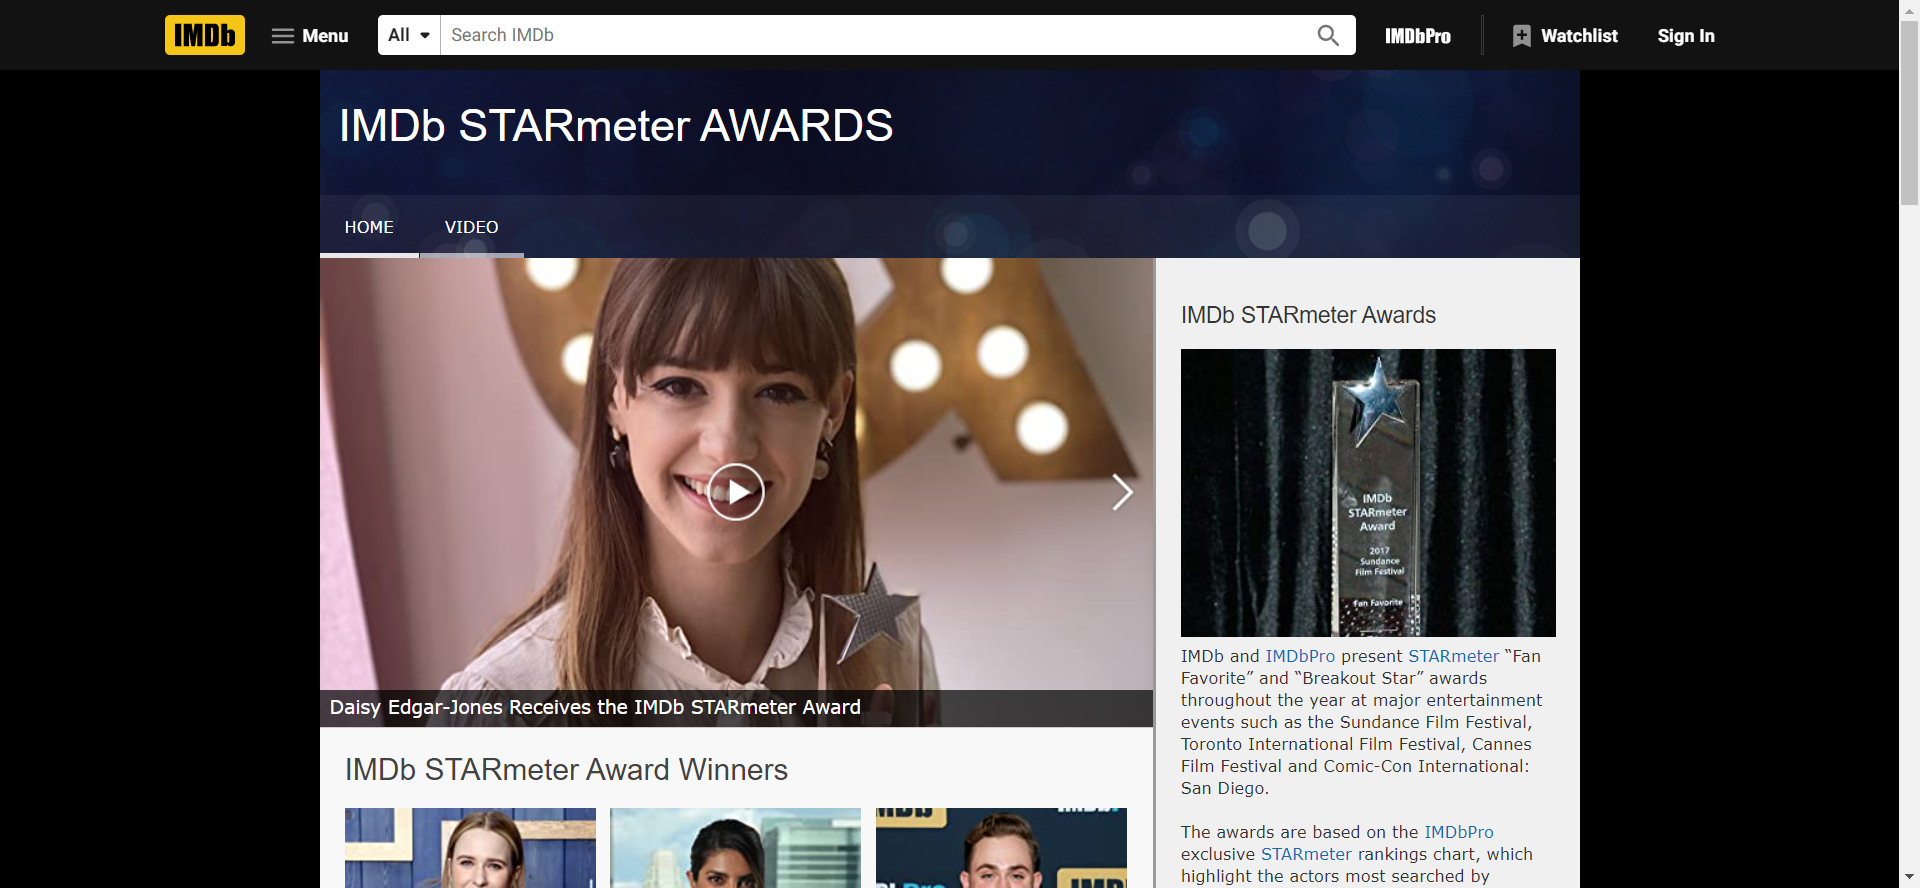 IMDb
Menu
All
Search IMDb
IMDbPro
Watchlist
Sign In
IMDb STARmeter AWARDS
HOME
VIDEO
Daisy Edgar-Jones Receives the IMDb STARmeter Award
IMDb STARmeter Award Winners
IMDb STARmeter Awards
IMDb
STARmeter
Award
2017
Sundance
Film Festival
Fan Favorite
IMDb and IMDbPro present STARmeter “Fan
Favorite” and “Breakout Star” awards
throughout the year at major entertainment
events such as the Sundance Film Festival,
Toronto International Film Festival, Cannes
Film Festival and Comic-Con International:
San Diego.
The awards are based on the IMDbPro
exclusive STARmeter rankings chart, which
highlight the actors most searched by